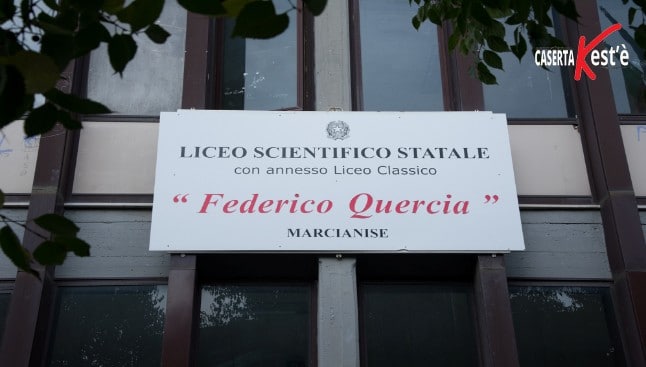 CASERTA Kest'è
LICEO SCIENTIFICO STATALE
con annesso Liceo Classico
“ Federico Quercia ”
MARCIANISE